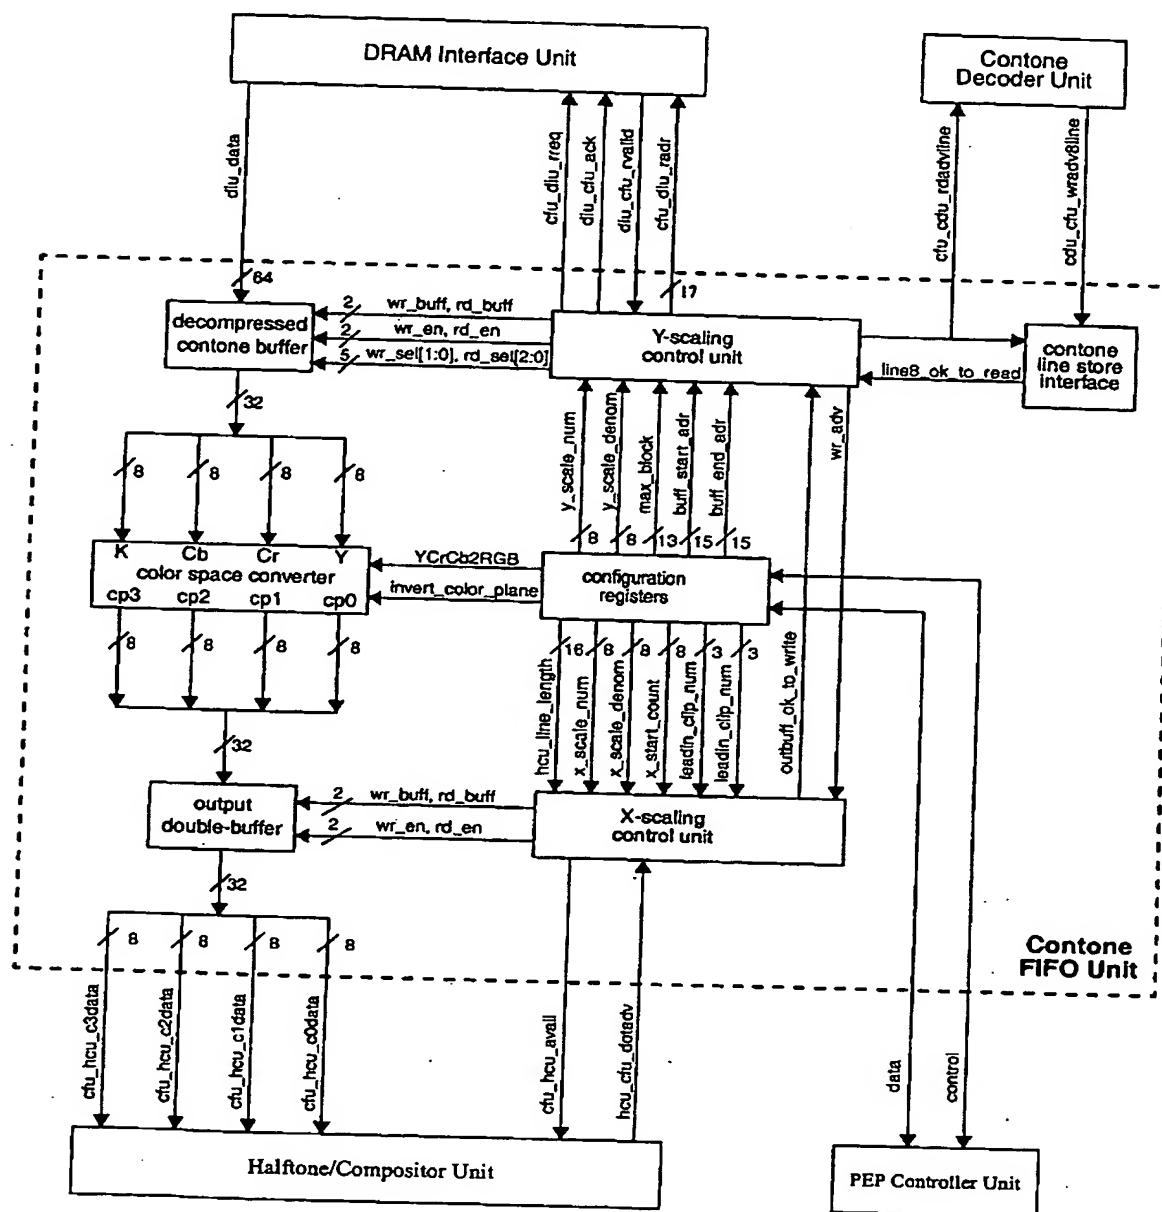 DRAM Interface Unit
Contone
Decoder Unit
diu_data
cfu_diu_rreq
diu_cfu_ack
diu_cfu_rvalid
cfu_diu_radr
cfu_cdu_rdadvline
cdu_cfu_wradv8line
64
17
decompressed
contone buffer
2
wr_buff, rd_buff
2
wr_en, rd_en
5
wr_sel[1:0], rd_sel[2:0]
Y-scaling
control unit
line8_ok_to_read
contone
line store
interface
32
8
8
8
8
y_scale_num
y_scale_denom
max_block
buff_start_adr
buff_end_adr
wr_adv
8
8
13
15
15
K
Cb
Cr
Y
color space converter
cp3
cp2
cp1
cp0
YCrCb2RGB
invert_color_plane
configuration
registers
8
8
8
8
16
8
8
8
3
3
hcu_line_length
x_scale_num
x_scale_denom
x_start_count
leadin_clip_num
leadin_clip_num
outbuff_ok_to_write
32
output
double-buffer
2
wr_buff, rd_buff
2
wr_en, rd_en
X-scaling
control unit
32
8
8
8
8
Contone
FIFO Unit
cfu_hcu_c3data
cfu_hcu_c2data
cfu_hcu_c1data
cfu_hcu_c0data
cfu_hcu_avail
hcu_cfu_dotadv
data
control
Halftone/Compositor Unit
PEP Controller Unit